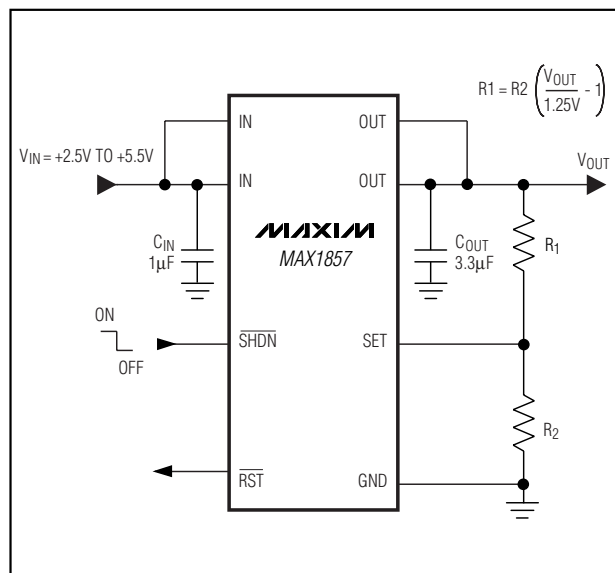 R1 = R2 ( VOUT / 1.25V - 1 )
IN
OUT
VIN = +2.5V TO +5.5V
VOUT
IN
OUT
MAXIM
MAX1857
CIN
1µF
COUT
3.3µF
R1
ON
OFF
SHDN
SET
R2
RST
GND